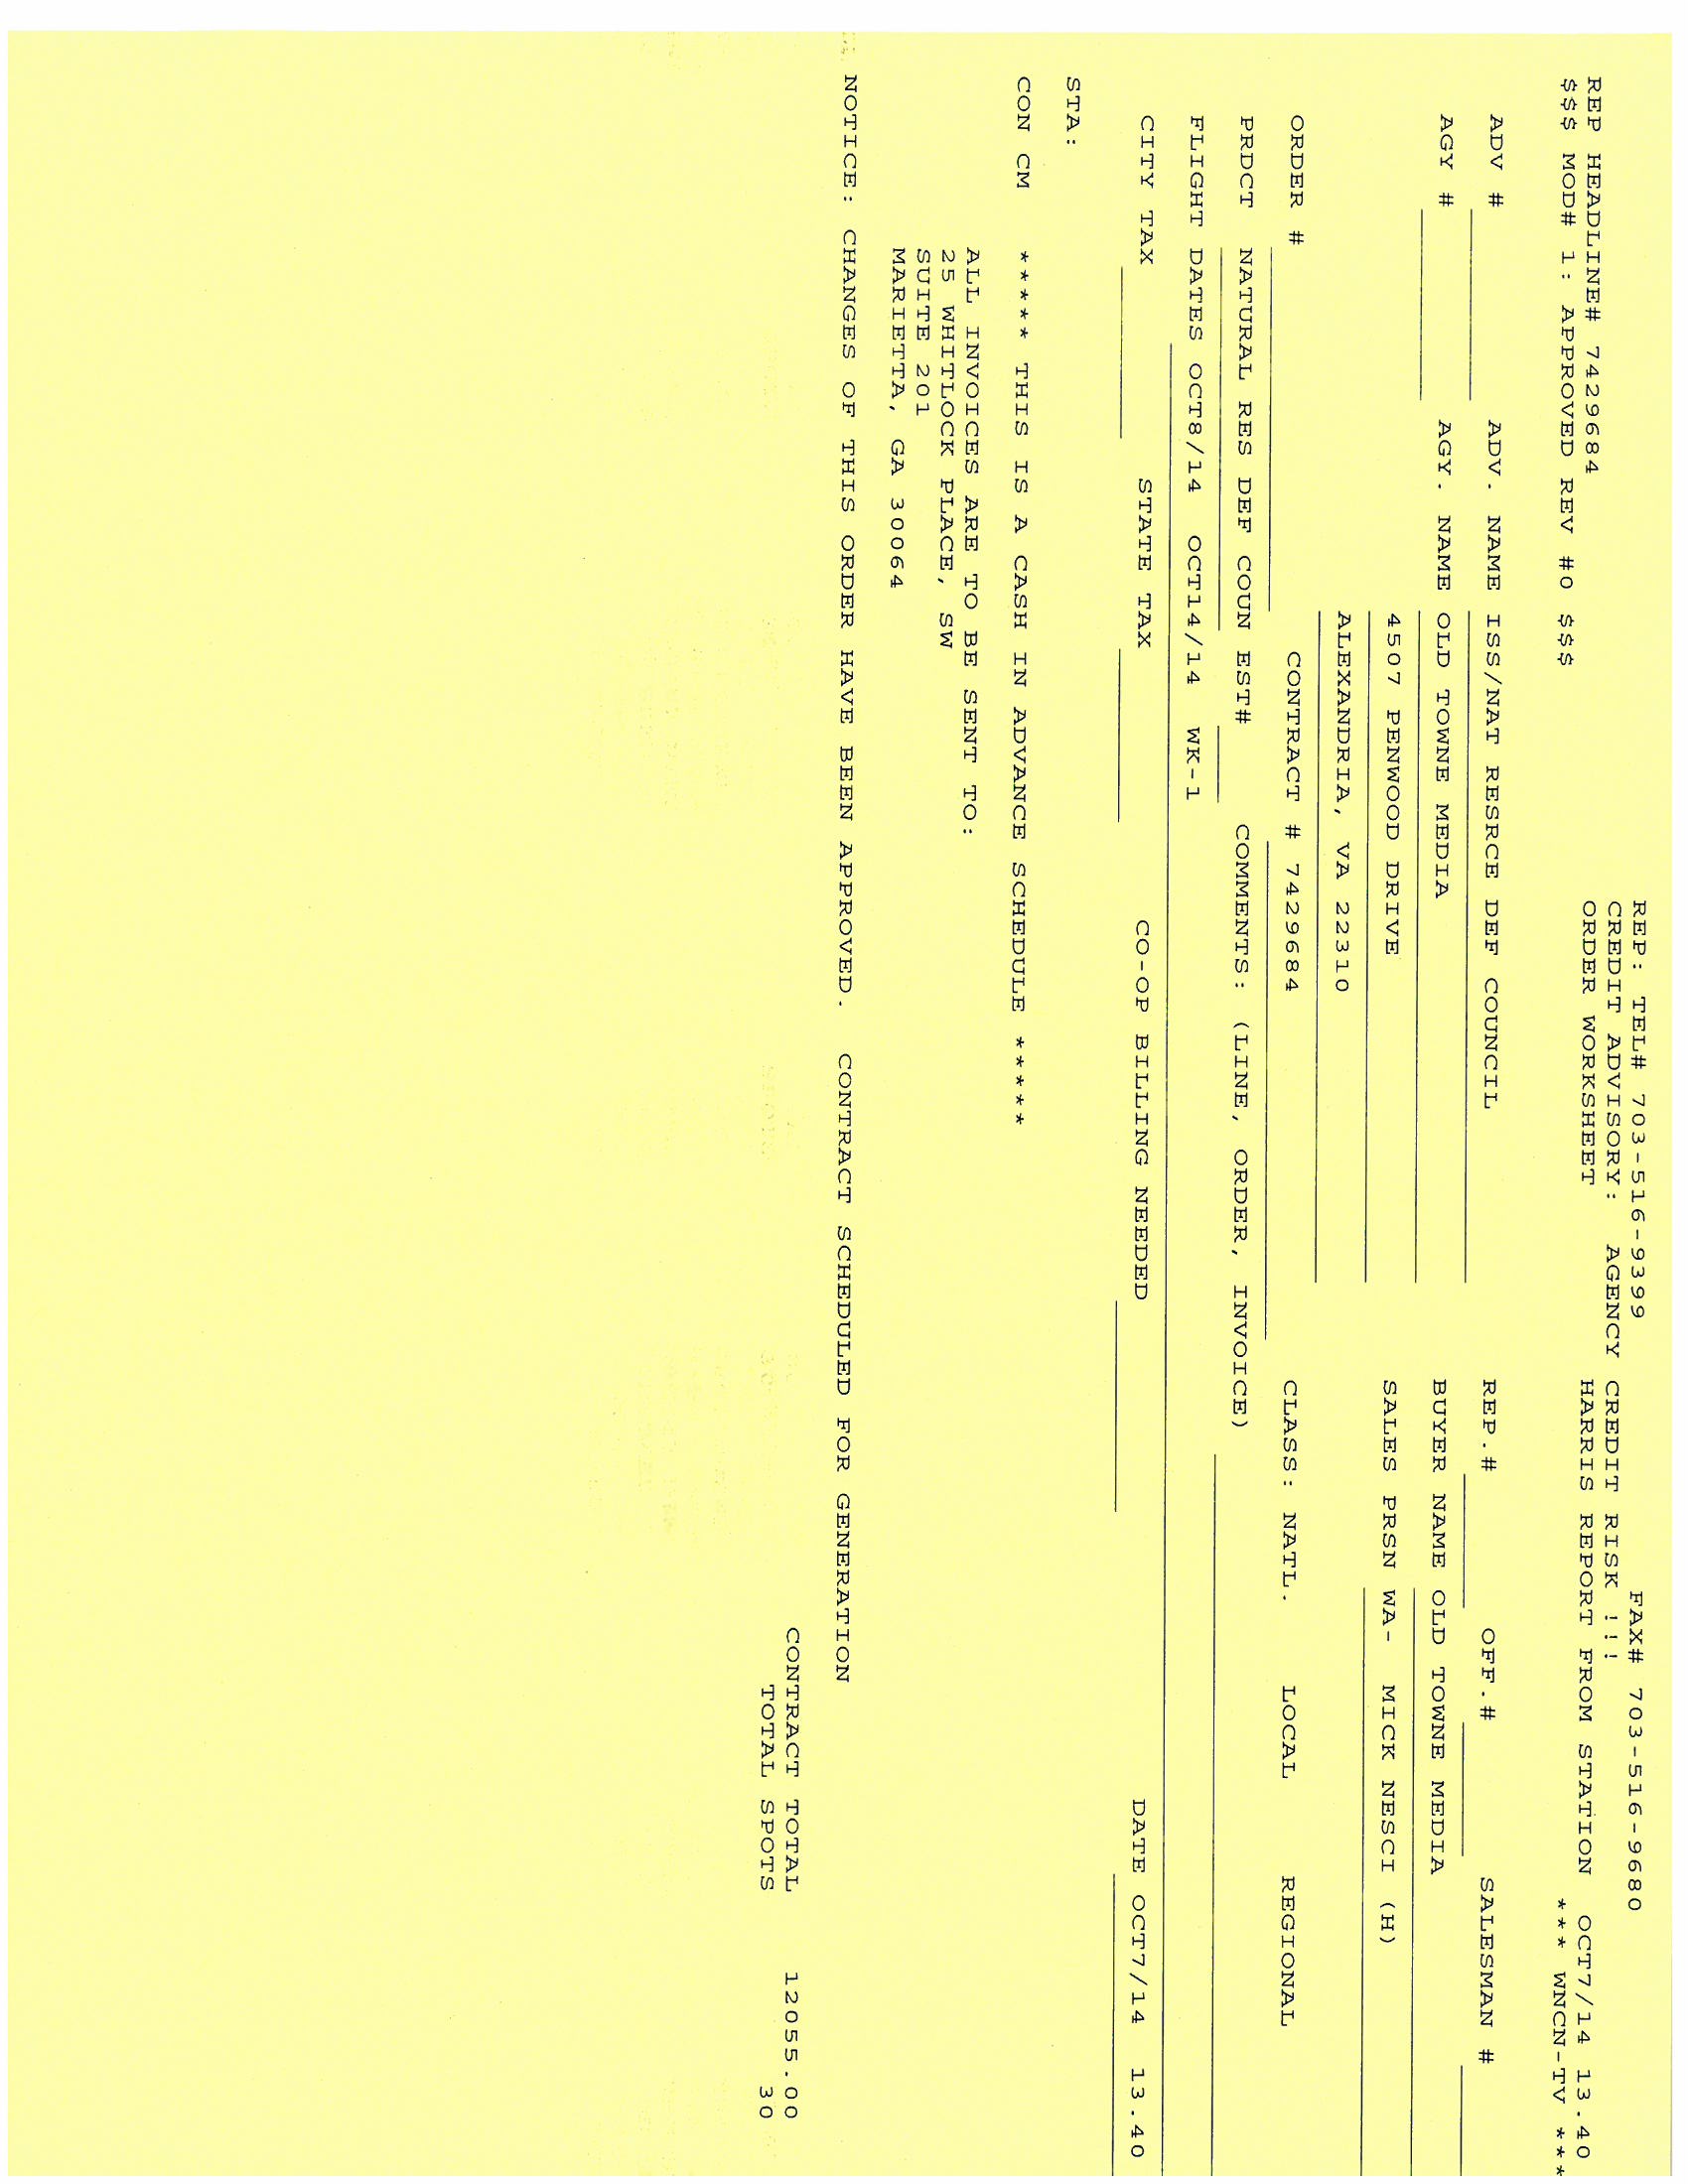 REP: TEL# 703-516-9399 FAX# 703-516-9680
CREDIT ADVISORY: AGENCY CREDIT RISK !!!
ORDER WORKSHEET HARRIS REPORT FROM STATION OCT7/14 13.40
REP HEADLINE# 7429684 *** WNCN-TV ***
$$$ MOD# 1: APPROVED REV #0 $$$
ADV # ADV. NAME ISS/NAT RESRCE DEF COUNCIL REP.# OFF.# SALESMAN #
AGY # AGY. NAME OLD TOWNE MEDIA BUYER NAME OLD TOWNE MEDIA
4507 PENWOOD DRIVE SALES PRSN WA- MICK NESCI (H)
ALEXANDRIA, VA 22310
ORDER # CONTRACT # 7429684 CLASS: NATL. LOCAL REGIONAL
PRDCT NATURAL RES DEF COUN EST# COMMENTS: (LINE, ORDER, INVOICE)
FLIGHT DATES OCT8/14 OCT14/14 WK-1
CITY TAX STATE TAX CO-OP BILLING NEEDED DATE OCT7/14 13.40
STA:
CON CM ***** THIS IS A CASH IN ADVANCE SCHEDULE *****
ALL INVOICES ARE TO BE SENT TO:
25 WHITLOCK PLACE, SW
SUITE 201
MARIETTA, GA 30064
NOTICE: CHANGES OF THIS ORDER HAVE BEEN APPROVED. CONTRACT SCHEDULED FOR GENERATION
CONTRACT TOTAL 12055.00
TOTAL SPOTS 30